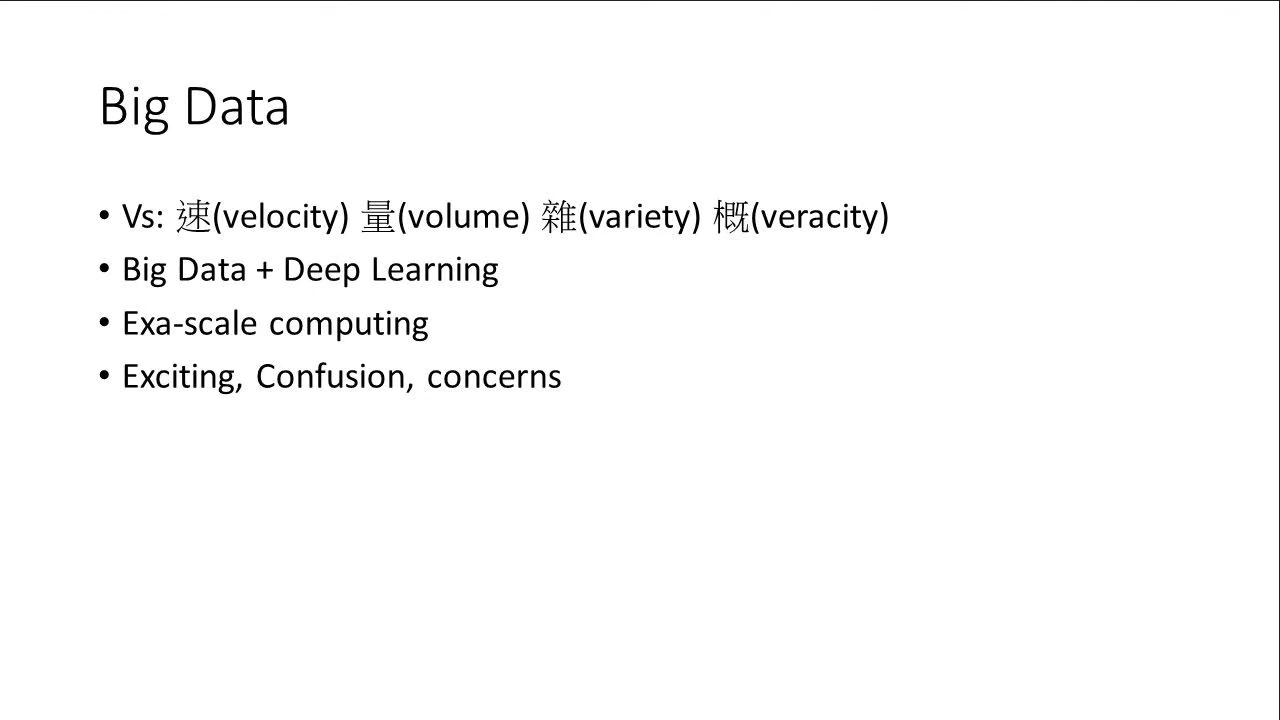 Big Data
• Vs: 速(velocity) 量(volume) 雜(variety) 概(veracity)
• Big Data + Deep Learning
• Exa-scale computing
• Exciting, Confusion, concerns